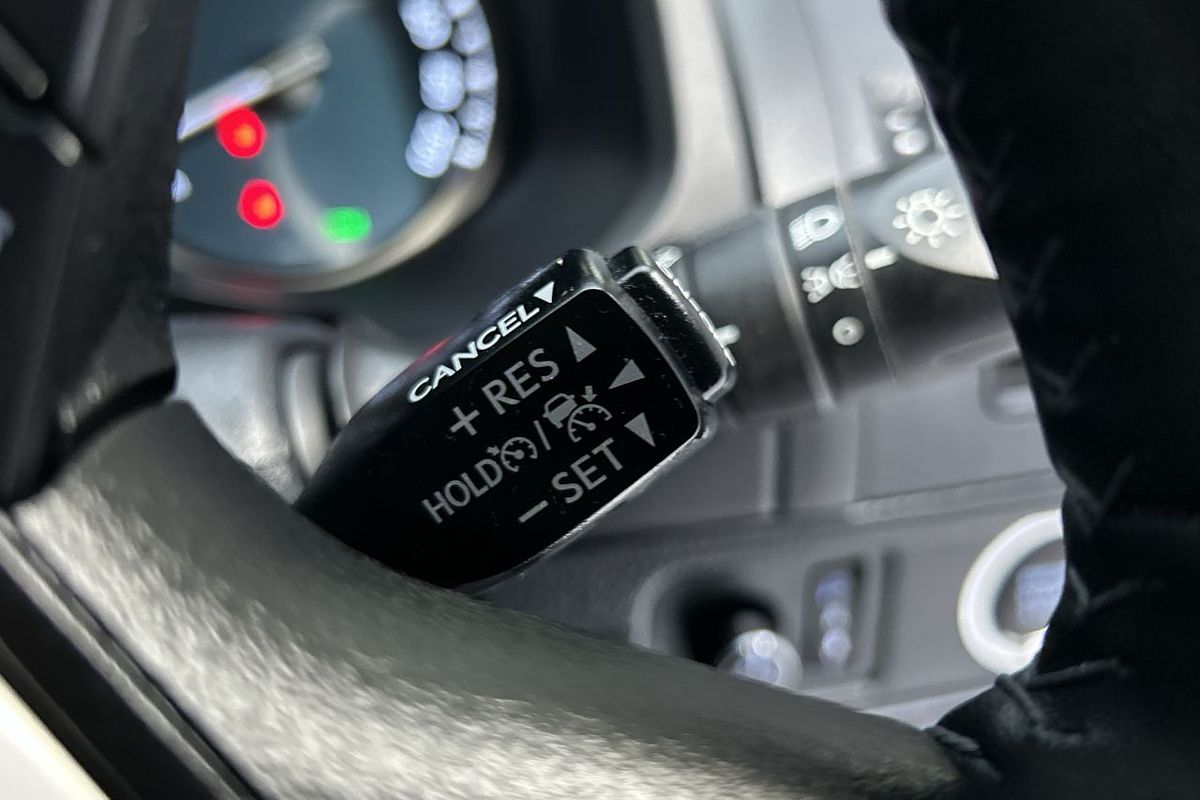 CANCEL
+ RES
HOLD /
- SET